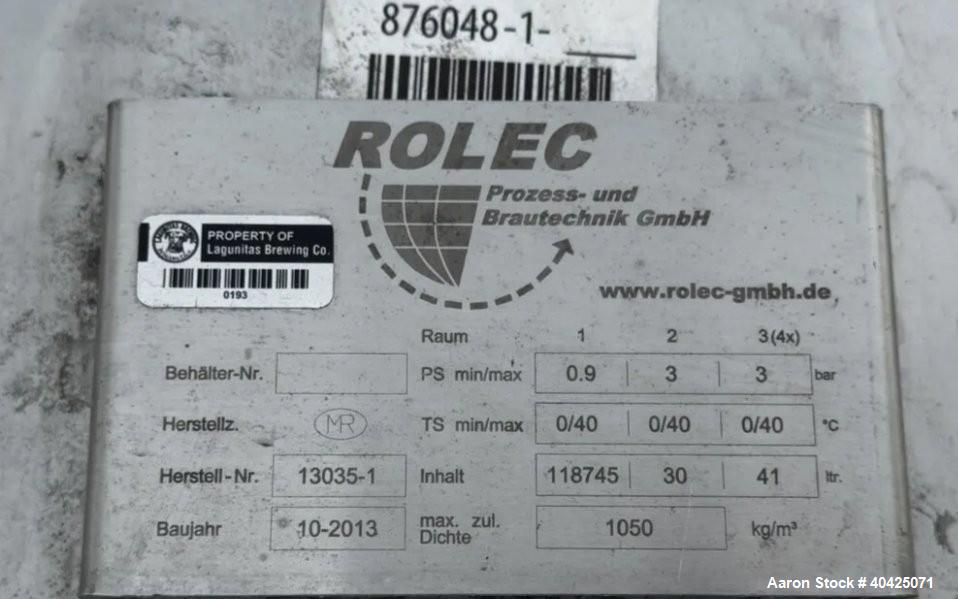 876048-1-
ROLEC
Prozess- und
Brautechnik GmbH
PROPERTY OF
Lagunitas Brewing Co.
0193
www.rolec-gmbh.de
Raum 1 2 3 (4x)
Behälter-Nr. PS min/max 0.9 3 3 bar
Herstellz. MR TS min/max 0/40 0/40 0/40 °C
Herstell-Nr. 13035-1 Inhalt 118745 30 41 ltr.
Baujahr 10-2013 max. zul. Dichte 1050 kg/m³
Aaron Stock # 40425071